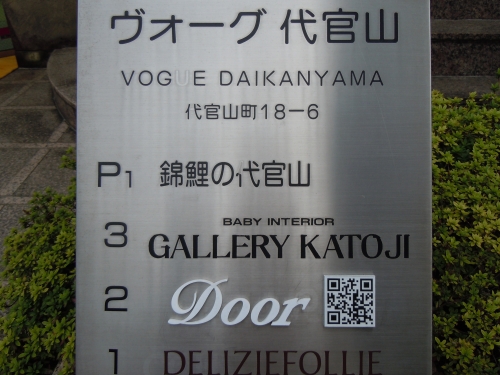 ヴォーグ 代官山
VOGUE DAIKANYAMA
代官山町18-6
P1 錦鯉の代官山
BABY INTERIOR
3 GALLERY KATOJI
2 Door
1 DELIZIEFOLLIE